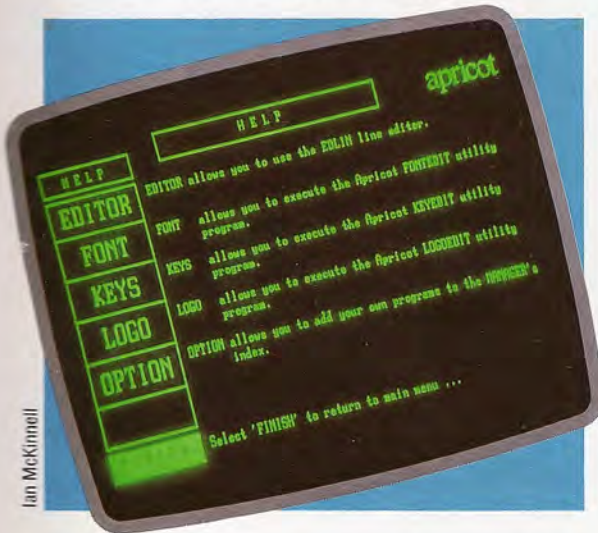 apricot
HELP
HELP
EDITOR
FONT
KEYS
LOGO
OPTION
EDITOR allows you to use the EDLIN line editor.
FONT allows you to execute the Apricot FONTEDIT utility
program.
KEYS allows you to execute the Apricot KEYEDIT utility
program.
LOGO allows you to execute the Apricot LOGOEDIT utility
program.
OPTION allows you to add your own programs to the MANAGER's
index.
Select 'FINISH' to return to main menu ...
Ian McKinnell